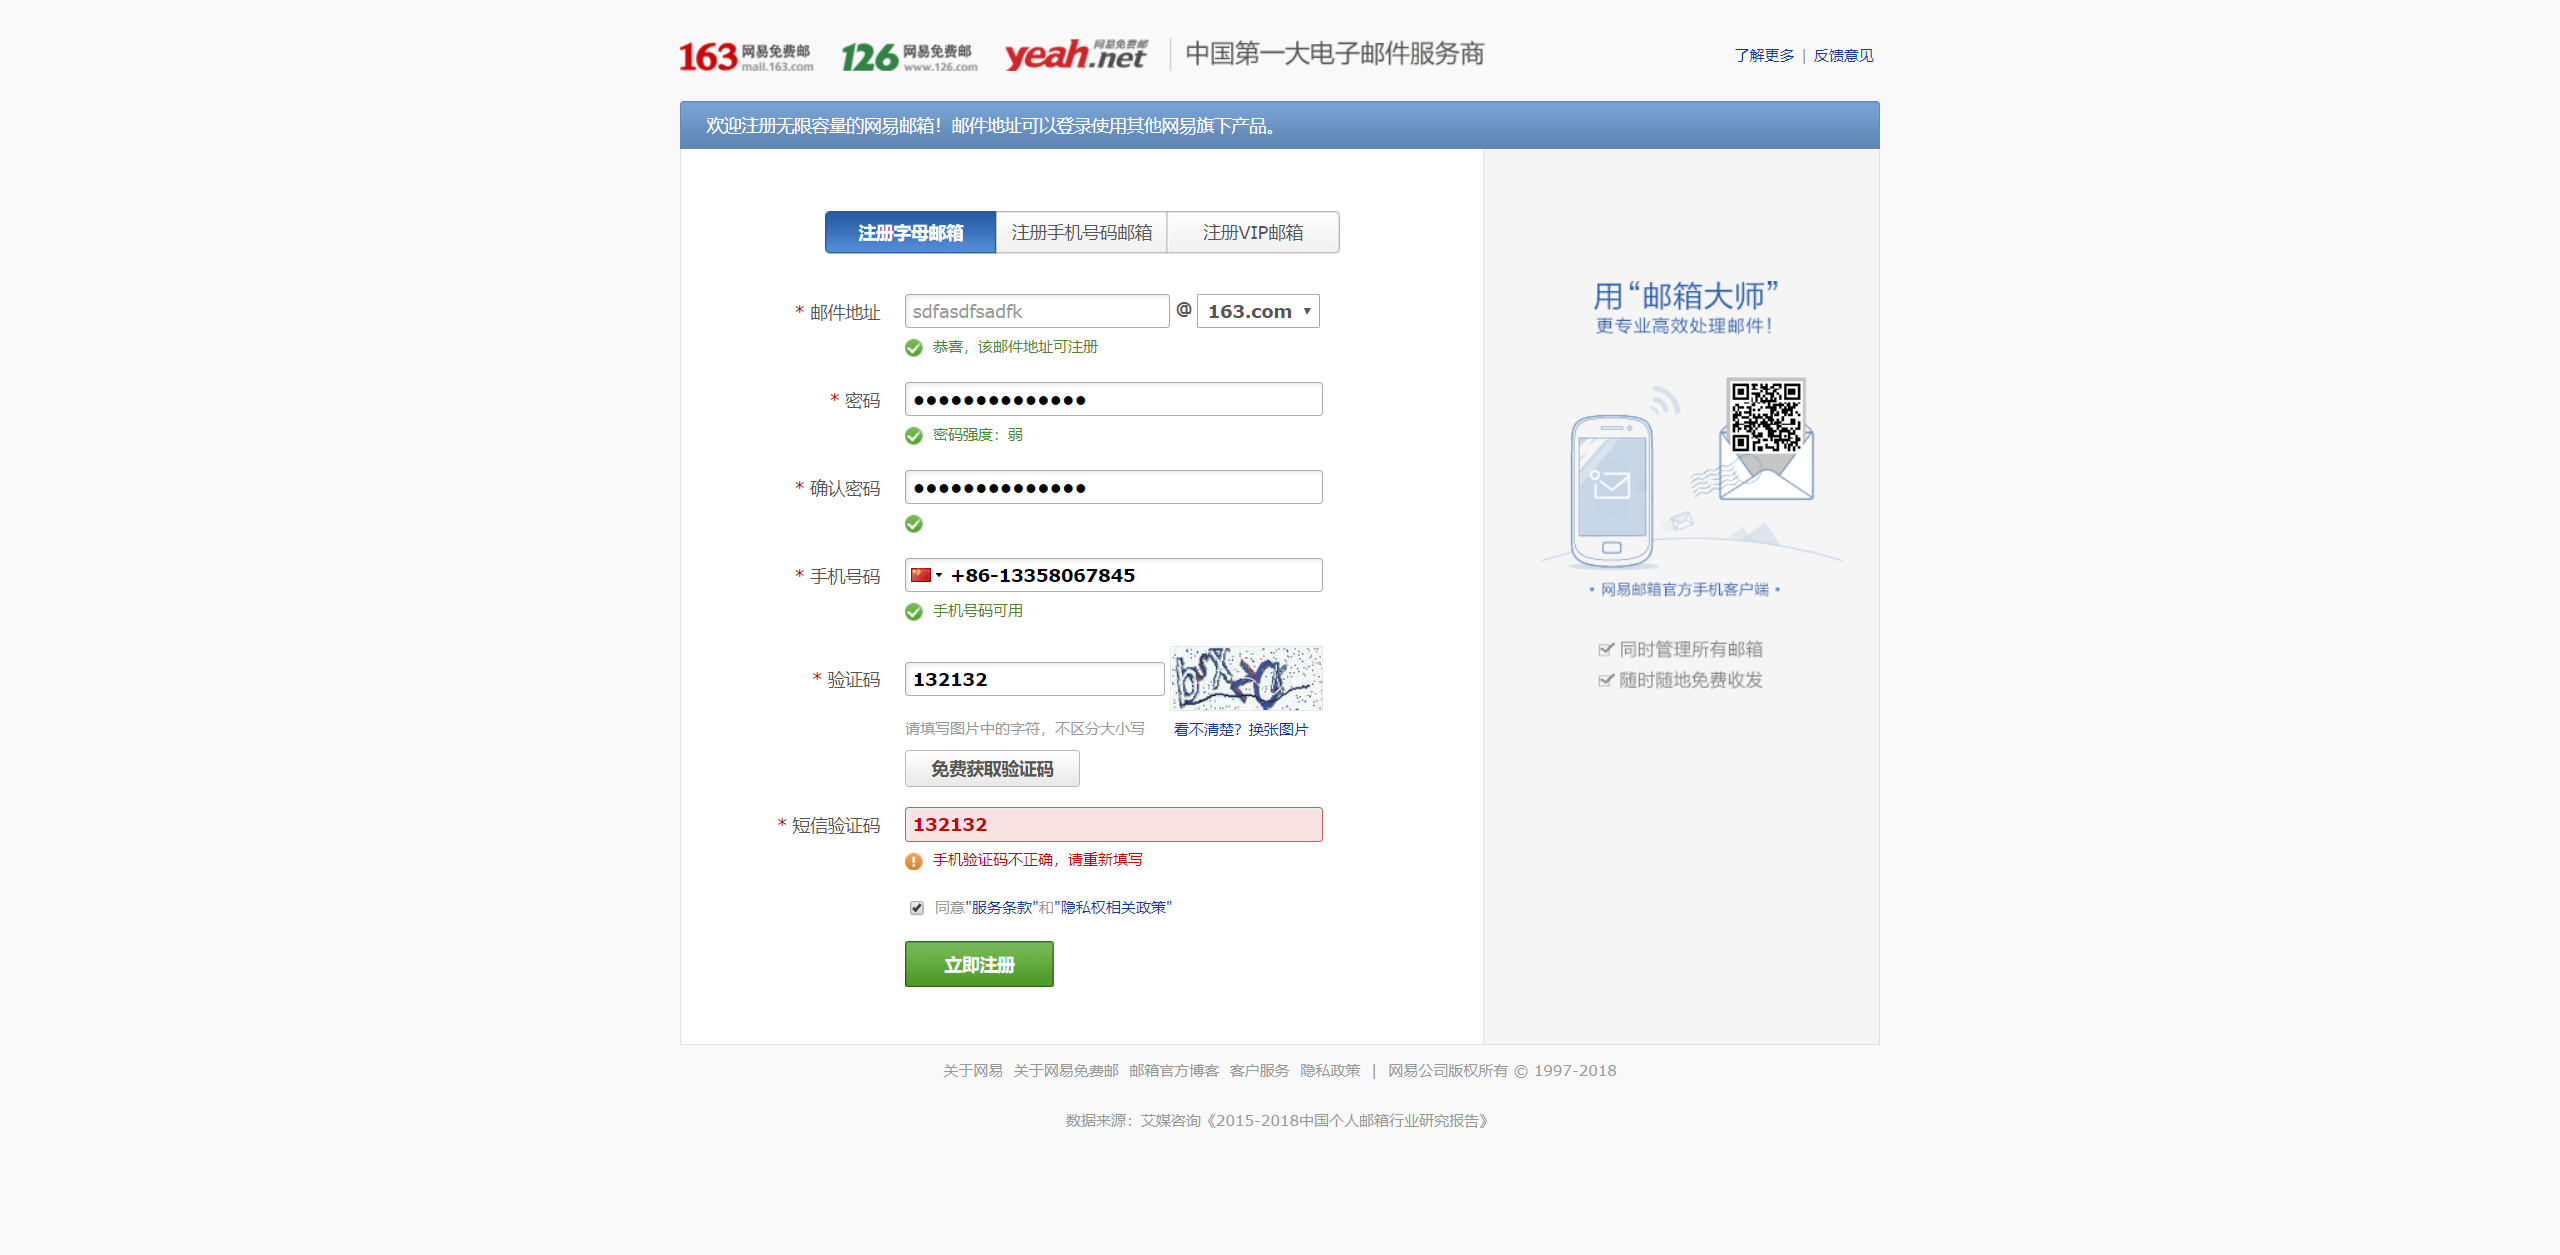 163 网易免费邮 mail.163.com 126 网易免费邮 www.126.com yeah.net 网易免费邮 中国第一大电子邮件服务商 了解更多 | 反馈意见
欢迎注册无限容量的网易邮箱！邮件地址可以登录使用其他网易旗下产品。
注册字母邮箱 注册手机号码邮箱 注册VIP邮箱
* 邮件地址 sdfasdfsadfk @ 163.com
恭喜，该邮件地址可注册
* 密码 ••••••••••••••
密码强度：弱
* 确认密码 ••••••••••••••
* 手机号码 +86-13358067845
手机号码可用
* 验证码 132132
请填写图片中的字符，不区分大小写 看不清楚？换张图片
免费获取验证码
* 短信验证码 132132
手机验证码不正确，请重新填写
同意"服务条款"和"隐私权相关政策"
立即注册
用“邮箱大师”
更专业高效处理邮件！
• 网易邮箱官方手机客户端 •
同时管理所有邮箱
随时随地免费收发
关于网易 关于网易免费邮 邮箱官方博客 客户服务 隐私政策 | 网易公司版权所有 © 1997-2018
数据来源：艾媒咨询《2015-2018中国个人邮箱行业研究报告》